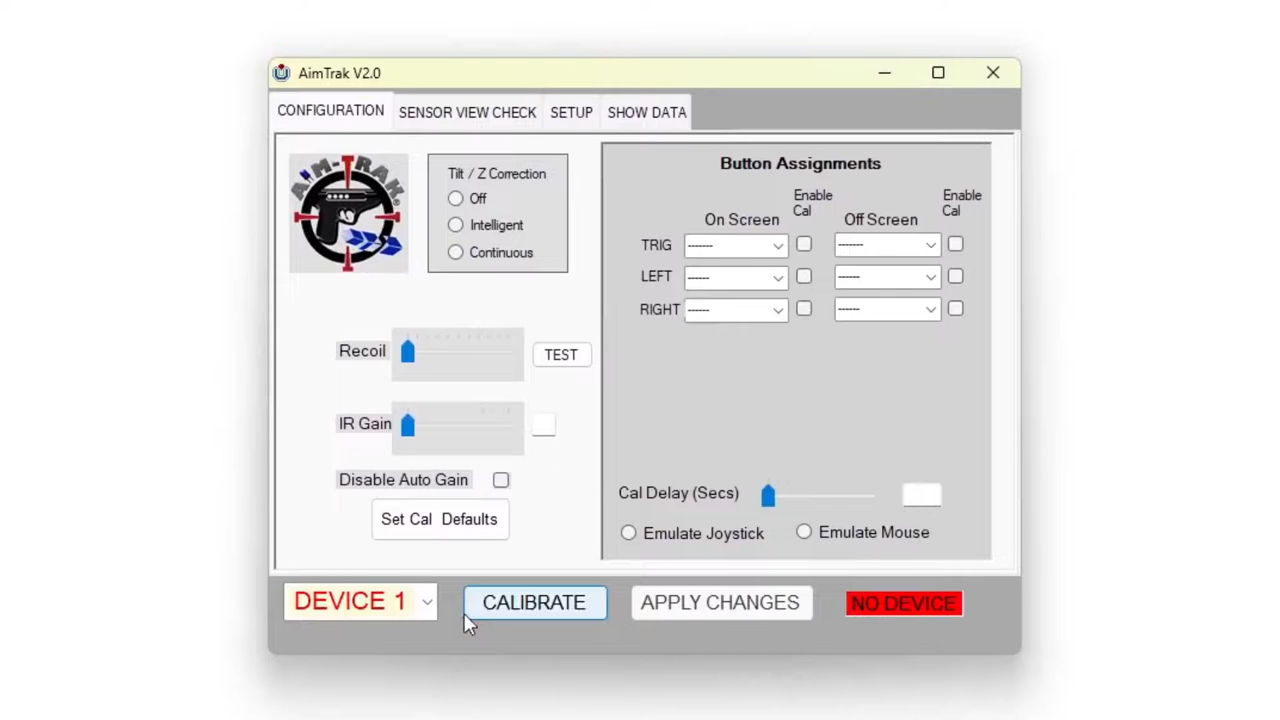 AimTrak V2.0
CONFIGURATION SENSOR VIEW CHECK SETUP SHOW DATA
AIM-TRAK®
Tilt / Z Correction
Off
Intelligent
Continuous
Button Assignments
Enable Cal
Enable Cal
On Screen Off Screen
TRIG ------ ------
LEFT ------ ------
RIGHT ------ ------
Recoil TEST
IR Gain
Disable Auto Gain
Set Cal Defaults
Cal Delay (Secs)
Emulate Joystick Emulate Mouse
DEVICE 1 CALIBRATE APPLY CHANGES NO DEVICE